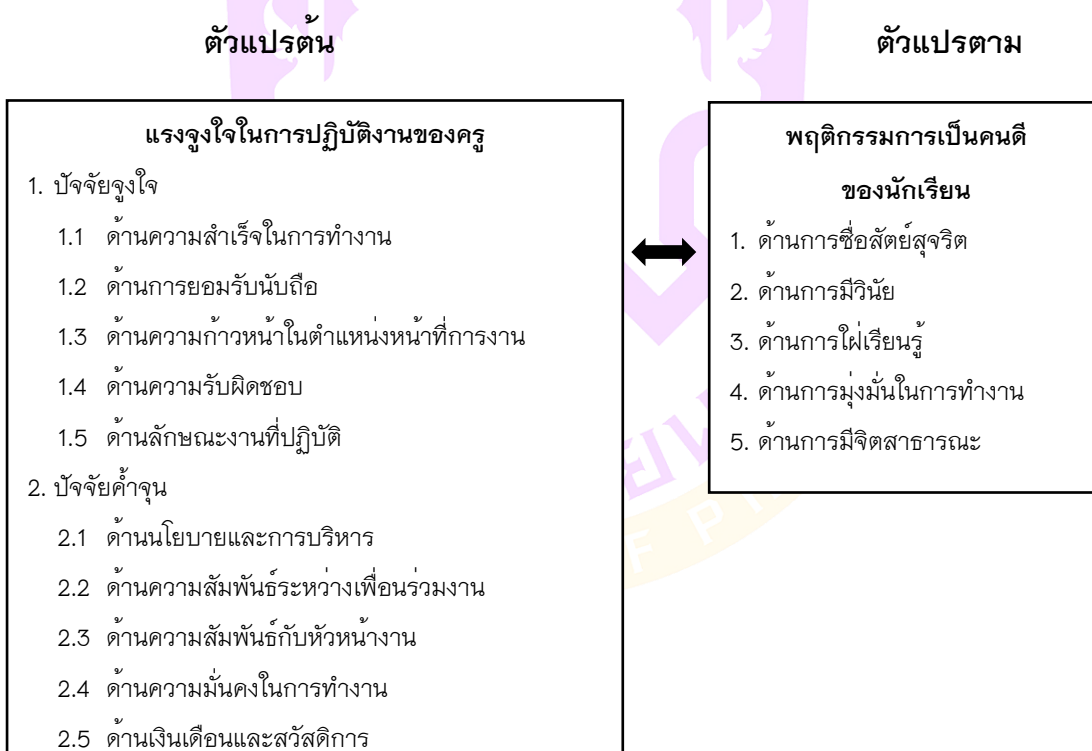 ตัวแปรต้น
ตัวแปรตาม
แรงจูงใจในการปฏิบัติงานของครู
1. ปัจจัยจูงใจ
1.1 ด้านความสำเร็จในการทำงาน
1.2 ด้านการยอมรับนับถือ
1.3 ด้านความก้าวหน้าในตำแหน่งหน้าที่การงาน
1.4 ด้านความรับผิดชอบ
1.5 ด้านลักษณะงานที่ปฏิบัติ
2. ปัจจัยค้ำจุน
2.1 ด้านนโยบายและการบริหาร
2.2 ด้านความสัมพันธ์ระหว่างเพื่อนร่วมงาน
2.3 ด้านความสัมพันธ์กับหัวหน้างาน
2.4 ด้านความมั่นคงในการทำงาน
2.5 ด้านเงินเดือนและสวัสดิการ
พฤติกรรมการเป็นคนดี
ของนักเรียน
1. ด้านการซื่อสัตย์สุจริต
2. ด้านการมีวินัย
3. ด้านการใฝ่เรียนรู้
4. ด้านการมุ่งมั่นในการทำงาน
5. ด้านการมีจิตสาธารณะ